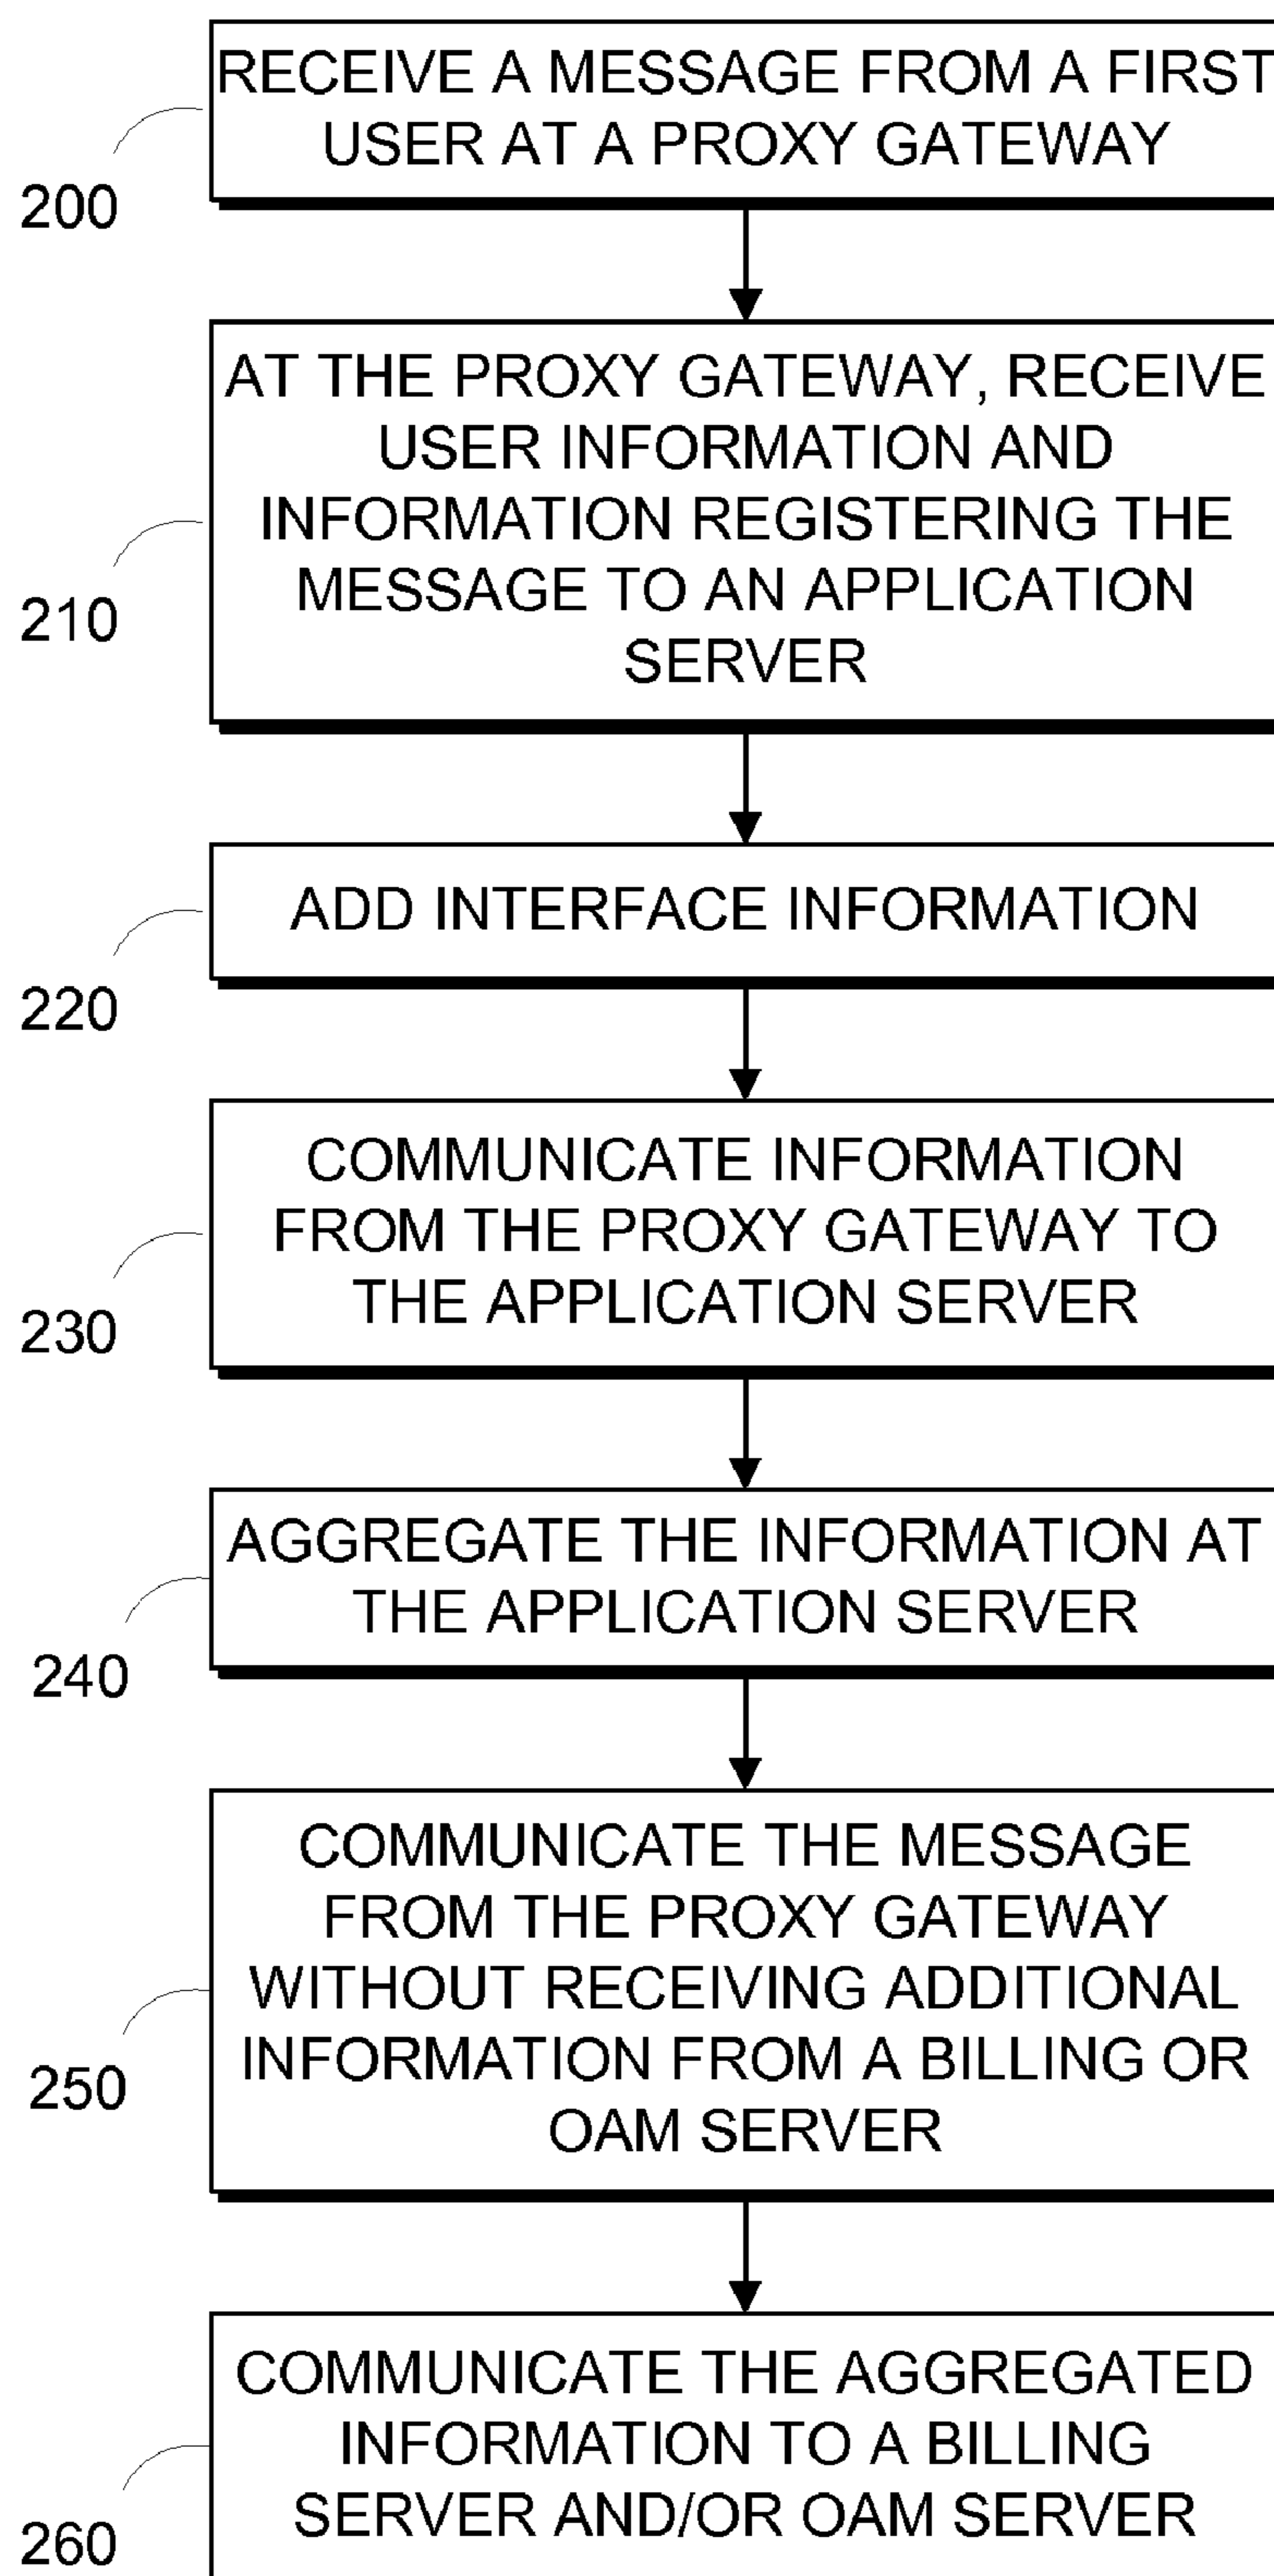 RECEIVE A MESSAGE FROM A FIRST
USER AT A PROXY GATEWAY
200
AT THE PROXY GATEWAY, RECEIVE
USER INFORMATION AND
INFORMATION REGISTERING THE
MESSAGE TO AN APPLICATION
SERVER
210
ADD INTERFACE INFORMATION
220
COMMUNICATE INFORMATION
FROM THE PROXY GATEWAY TO
THE APPLICATION SERVER
230
AGGREGATE THE INFORMATION AT
THE APPLICATION SERVER
240
COMMUNICATE THE MESSAGE
FROM THE PROXY GATEWAY
WITHOUT RECEIVING ADDITIONAL
INFORMATION FROM A BILLING OR
OAM SERVER
250
COMMUNICATE THE AGGREGATED
INFORMATION TO A BILLING
SERVER AND/OR OAM SERVER
260